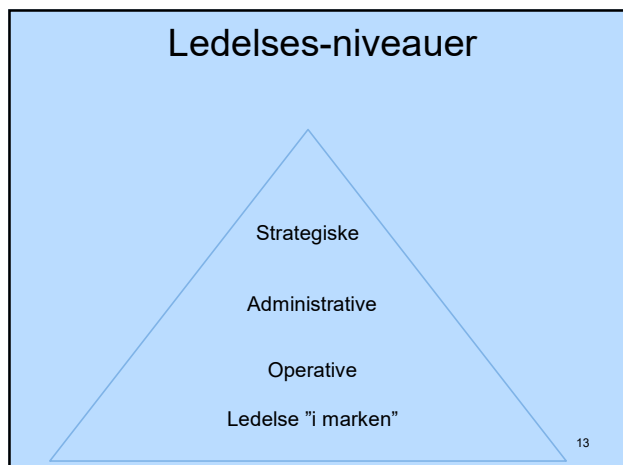 Ledelses-niveauer
Strategiske
Administrative
Operative
Ledelse ”i marken”
13